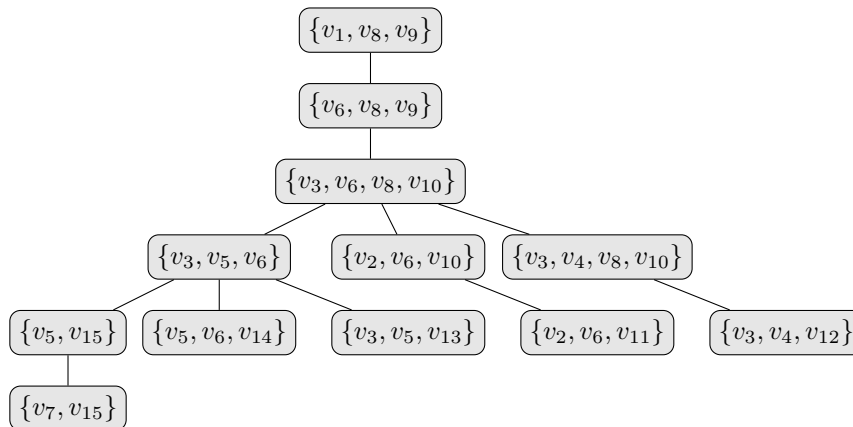 {v₁, v₈, v₉}
{v₆, v₈, v₉}
{v₃, v₆, v₈, v₁₀}
{v₃, v₅, v₆} {v₂, v₆, v₁₀} {v₃, v₄, v₈, v₁₀}
{v₅, v₁₅} {v₅, v₆, v₁₄} {v₃, v₅, v₁₃} {v₂, v₆, v₁₁} {v₃, v₄, v₁₂}
{v₇, v₁₅}